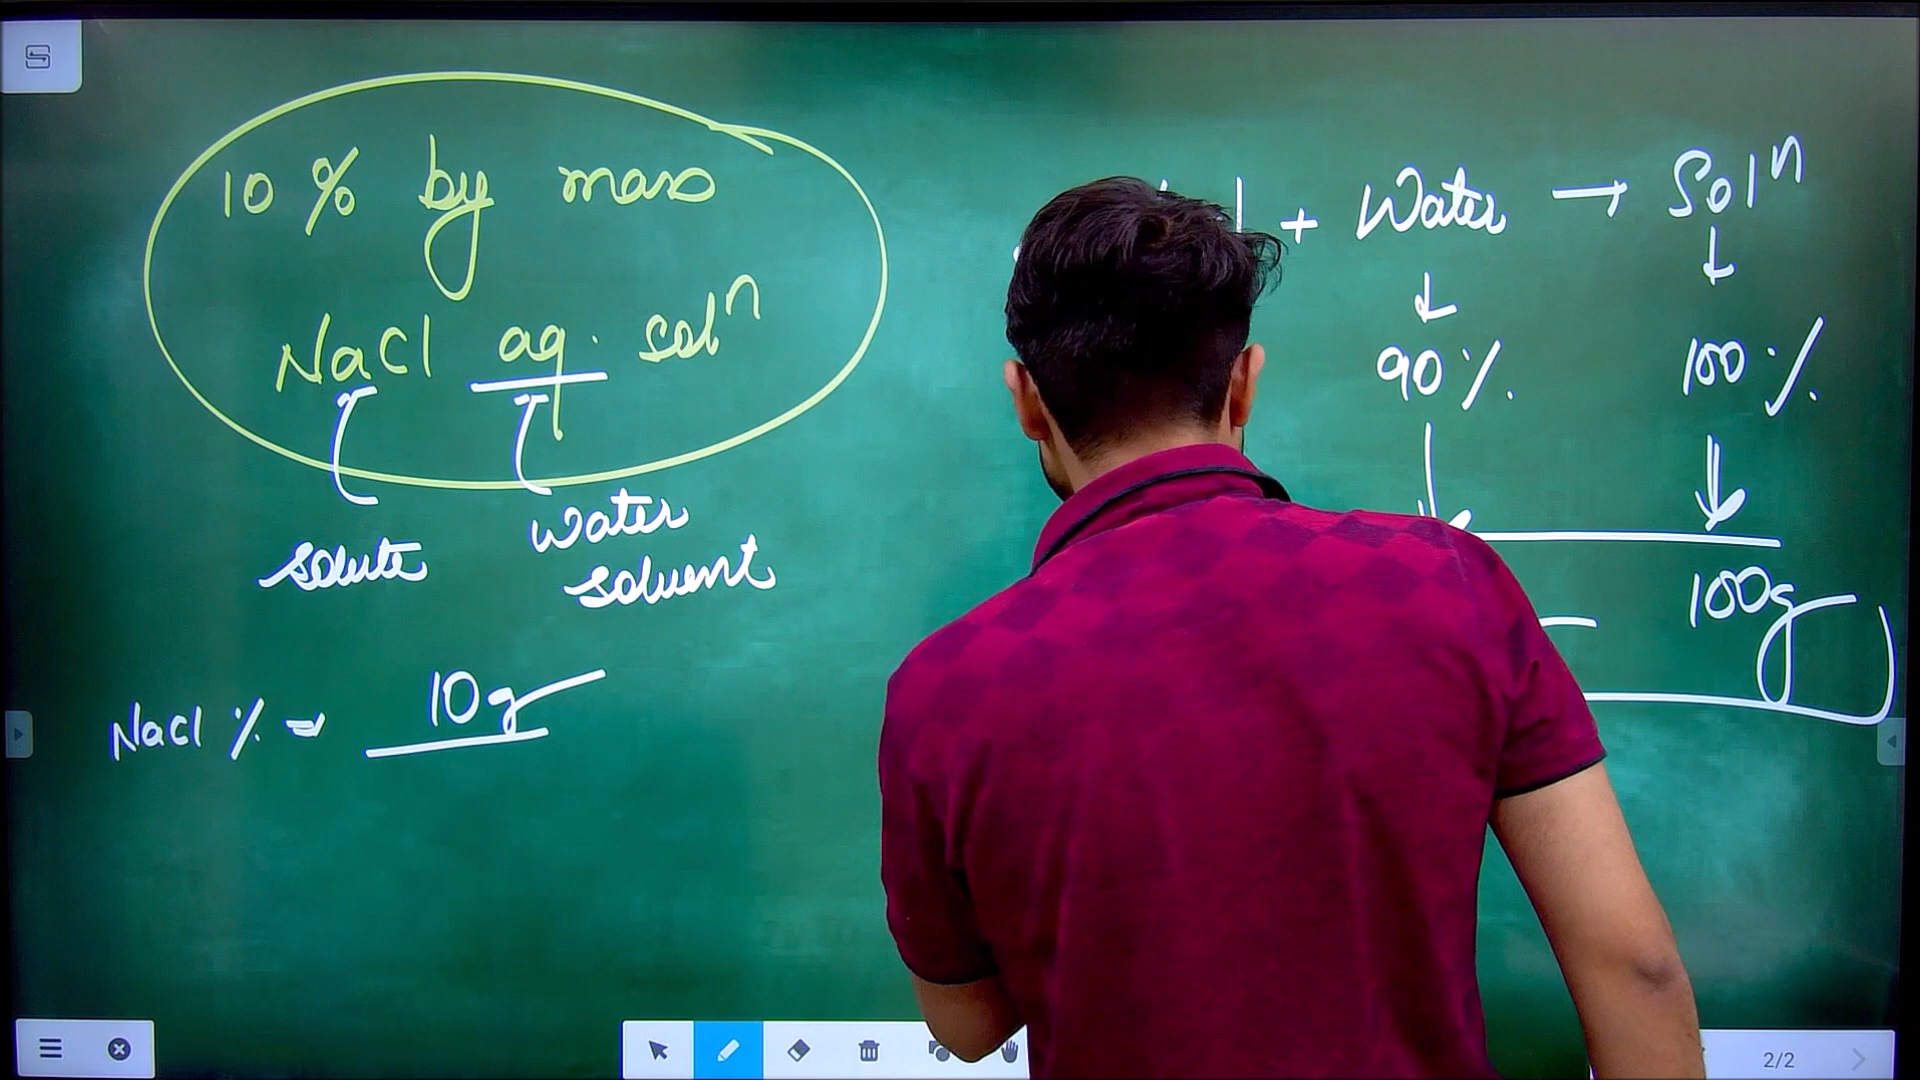 10 % by mass
NaCl aq. solⁿ
solute
Water
solvent
NaCl % →
10g
+ Water → Solⁿ
↓ ↓
90 % 100 %
↓ ↓
100g
2/2